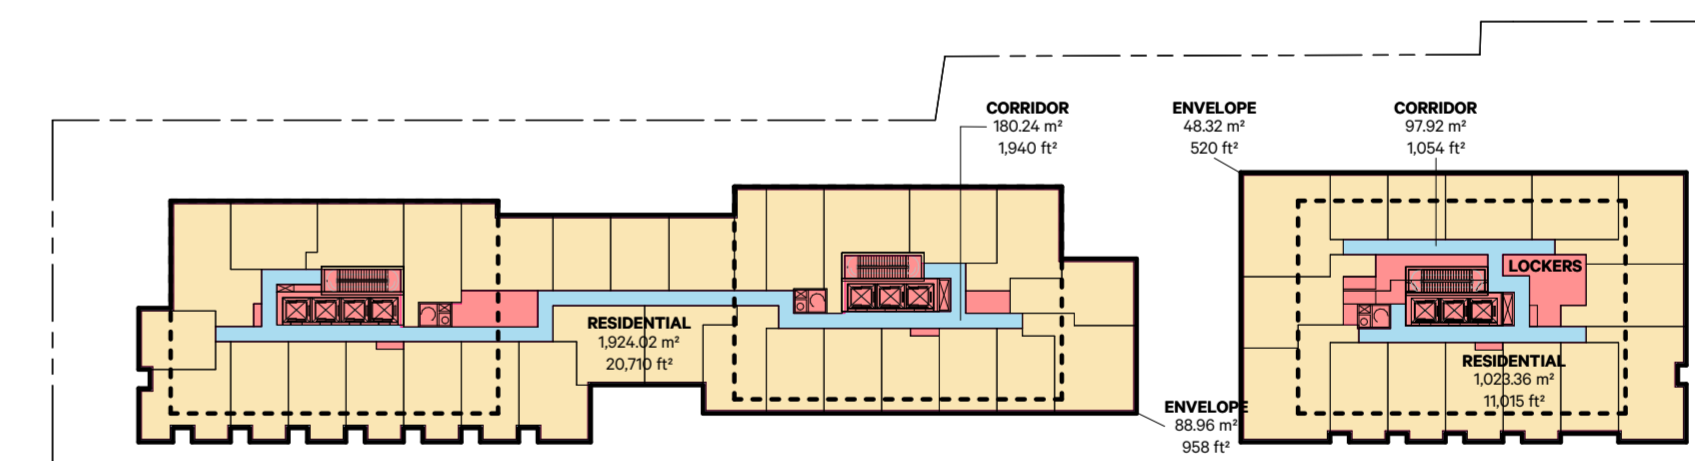 CORRIDOR
180.24 m²
1,940 ft²
ENVELOPE
48.32 m²
520 ft²
CORRIDOR
97.92 m²
1,054 ft²
LOCKERS
RESIDENTIAL
1,924.02 m²
20,710 ft²
RESIDENTIAL
1,023.36 m²
11,015 ft²
ENVELOPE
88.96 m²
958 ft²